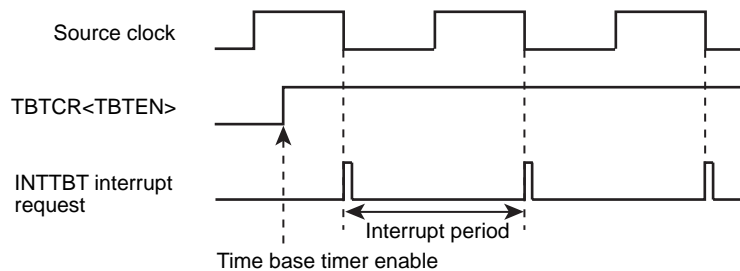 Source clock
TBTCR<TBTEN>
INTTBT interrupt
request
Interrupt period
Time base timer enable